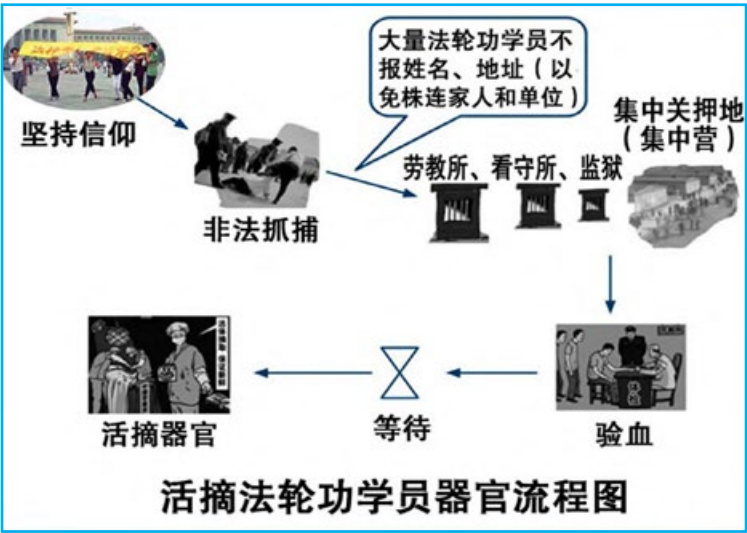 大量法轮功学员不
报姓名、地址（以
免株连家人和单位）
坚持信仰
非法抓捕
劳教所、看守所、监狱
集中关押地
（集中营）
验血
体检
等待
活摘器官
活摘法轮功学员器官流程图